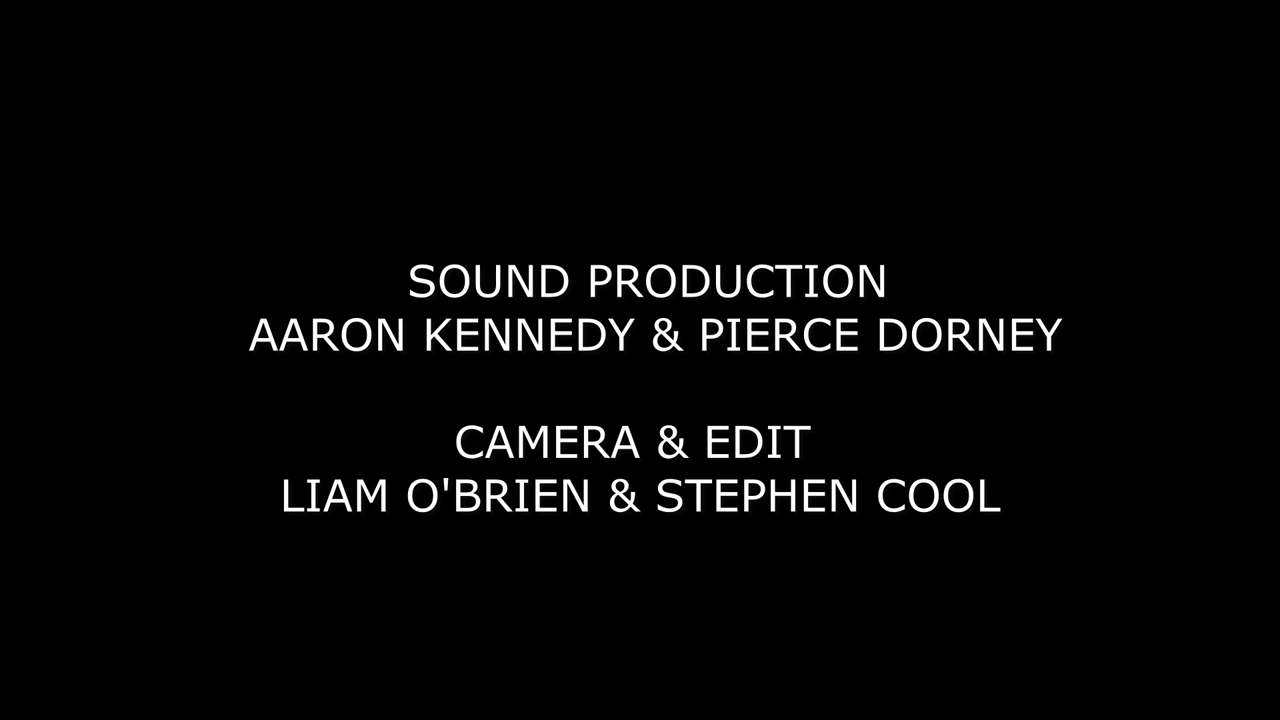 SOUND PRODUCTION
AARON KENNEDY & PIERCE DORNEY
CAMERA & EDIT
LIAM O'BRIEN & STEPHEN COOL